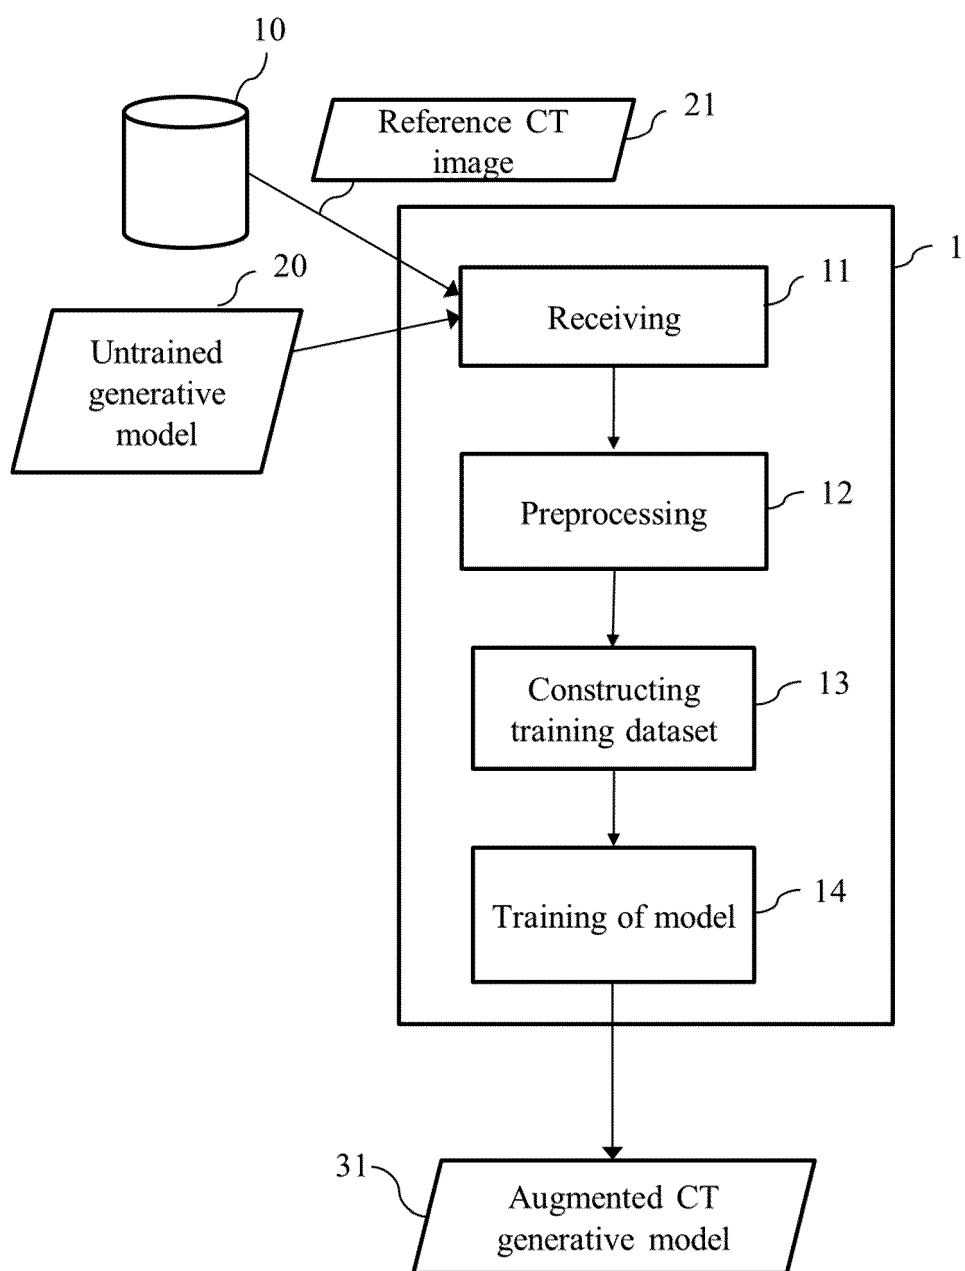 10
Reference CT
image
21
1
20
11
Receiving
Untrained
generative
model
12
Preprocessing
13
Constructing
training dataset
14
Training of model
31
Augmented CT
generative model